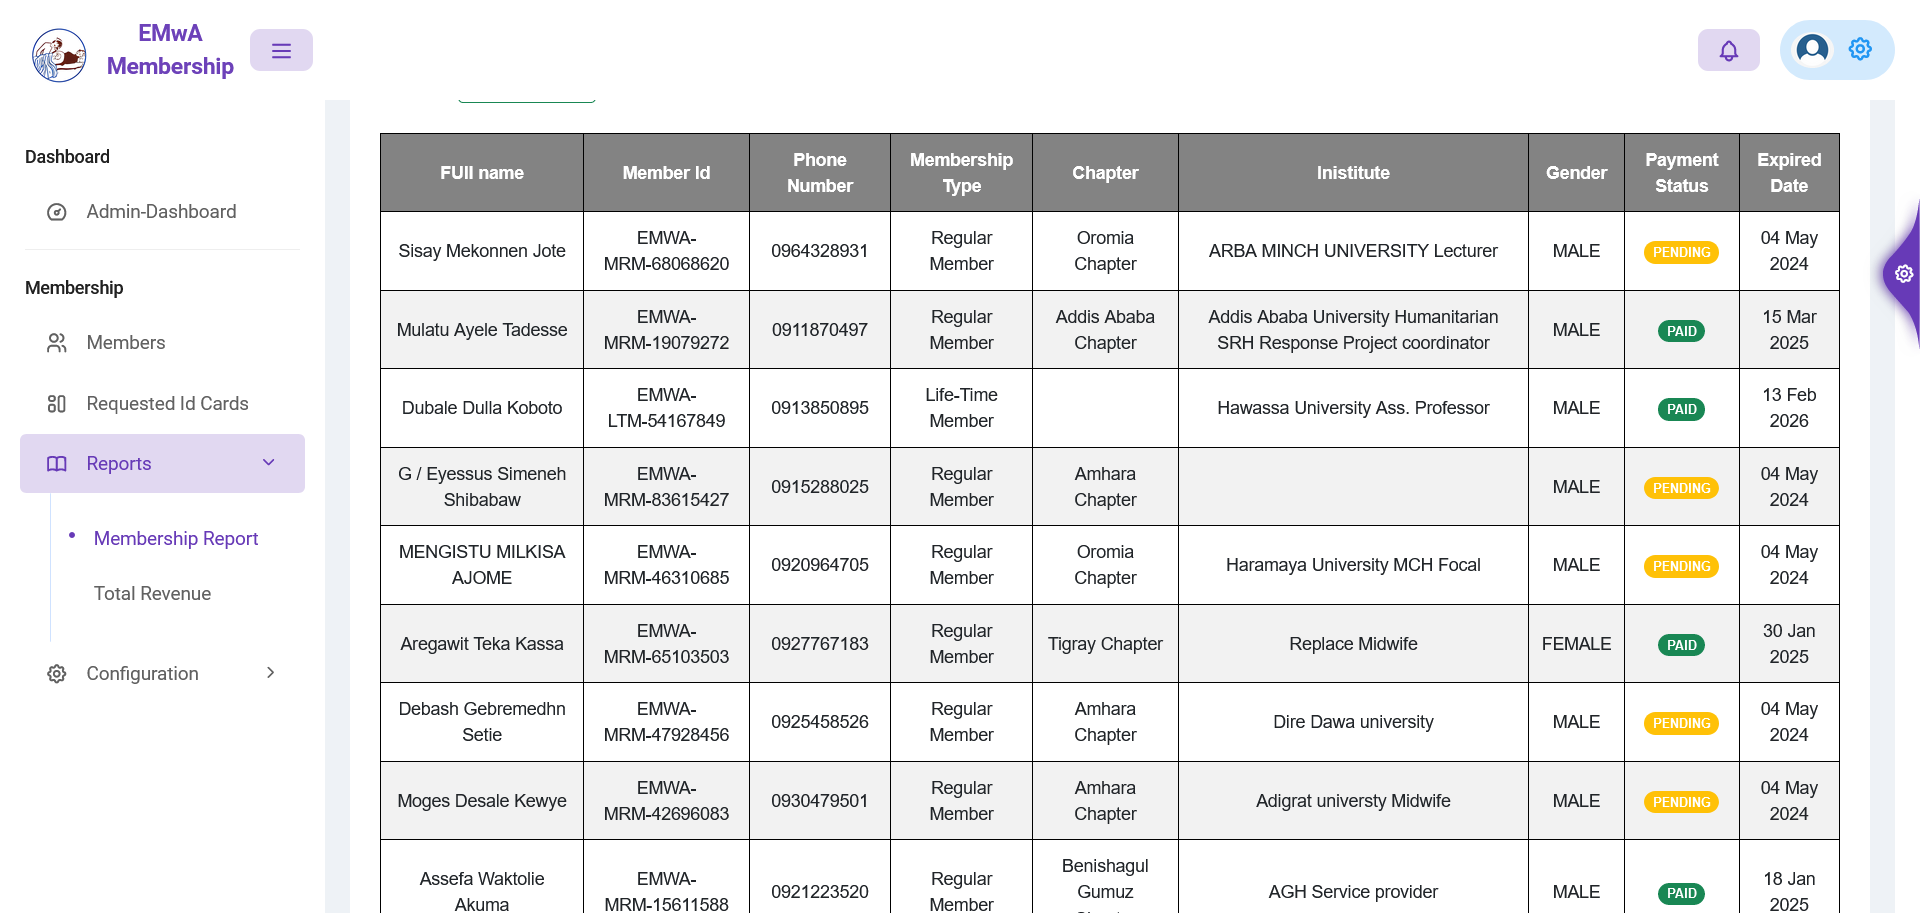 EMwA
Membership
Dashboard
Admin-Dashboard
Membership
Members
Requested Id Cards
Reports
Membership Report
Total Revenue
Configuration
FUII name
Member Id
Phone
Number
Membership
Type
Chapter
Inistitute
Gender
Payment
Status
Expired
Date
Sisay Mekonnen Jote
EMWA-
MRM-68068620
0964328931
Regular
Member
Oromia
Chapter
ARBA MINCH UNIVERSITY Lecturer
MALE
PENDING
04 May
2024
Mulatu Ayele Tadesse
EMWA-
MRM-19079272
0911870497
Regular
Member
Addis Ababa
Chapter
Addis Ababa University Humanitarian
SRH Response Project coordinator
MALE
PAID
15 Mar
2025
Dubale Dulla Koboto
EMWA-
LTM-54167849
0913850895
Life-Time
Member
Hawassa University Ass. Professor
MALE
PAID
13 Feb
2026
G / Eyessus Simeneh
Shibabaw
EMWA-
MRM-83615427
0915288025
Regular
Member
Amhara
Chapter
MALE
PENDING
04 May
2024
MENGISTU MILKISA
AJOME
EMWA-
MRM-46310685
0920964705
Regular
Member
Oromia
Chapter
Haramaya University MCH Focal
MALE
PENDING
04 May
2024
Aregawit Teka Kassa
EMWA-
MRM-65103503
0927767183
Regular
Member
Tigray Chapter
Replace Midwife
FEMALE
PAID
30 Jan
2025
Debash Gebremedhn
Setie
EMWA-
MRM-47928456
0925458526
Regular
Member
Amhara
Chapter
Dire Dawa university
MALE
PENDING
04 May
2024
Moges Desale Kewye
EMWA-
MRM-42696083
0930479501
Regular
Member
Amhara
Chapter
Adigrat universty Midwife
MALE
PENDING
04 May
2024
Assefa Waktolie
Akuma
EMWA-
MRM-15611588
0921223520
Regular
Member
Benishagul
Gumuz
AGH Service provider
MALE
PAID
18 Jan
2025